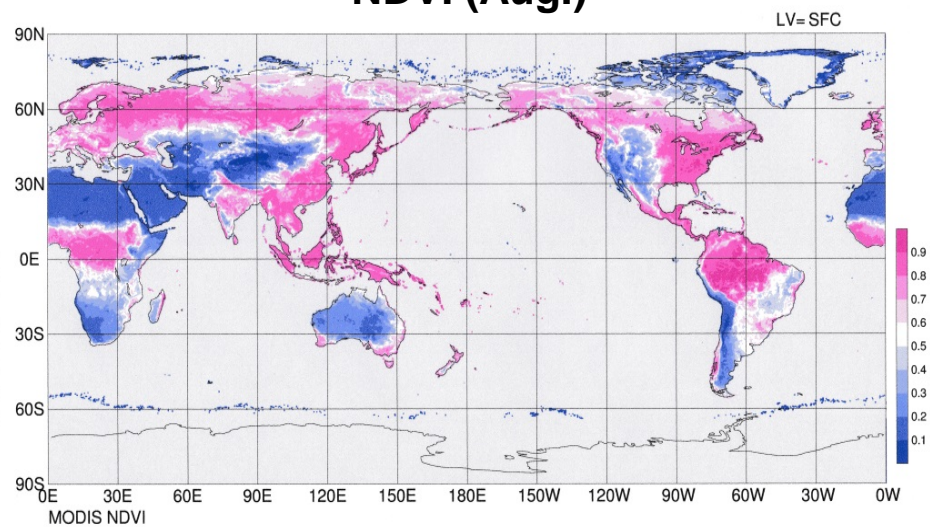 NDVI (Aug.)
LV= SFC
90N
60N
30N
0E
30S
60S
90S
0E 30E 60E 90E 120E 150E 180E 150W 120W 90W 60W 30W 0W
0.9
0.8
0.7
0.6
0.5
0.4
0.3
0.2
0.1
MODIS NDVI